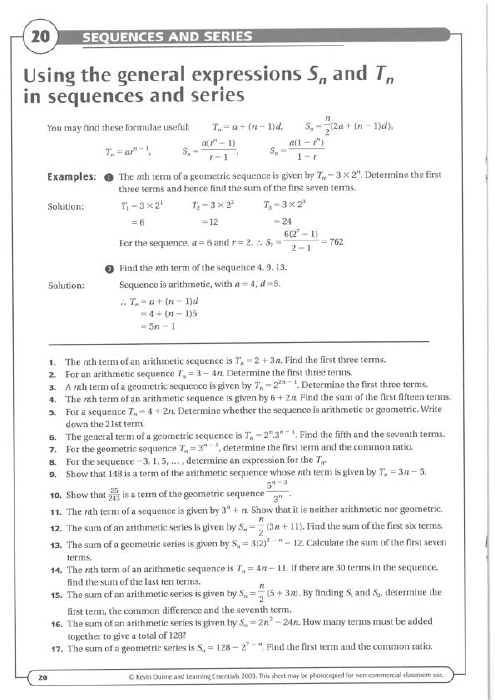 20 SEQUENCES AND SERIES
Using the general expressions Sₙ and Tₙ
in sequences and series
You may find these formulae useful: Tₙ = a + (n − 1)d, Sₙ = n/2(2a + (n − 1)d),
Tₙ = arⁿ⁻¹, Sₙ = a(rⁿ − 1)/r − 1, Sₙ = a(1 − rⁿ)/1 − r
Examples: 1 The nth term of a geometric sequence is given by Tₙ = 3 × 2ⁿ. Determine the first
three terms and hence find the sum of the first seven terms.
Solution: T₁ = 3 × 2¹ T₂ = 3 × 2² T₃ = 3 × 2³
= 6 = 12 = 24
For the sequence, a = 6 and r = 2. ∴ S₇ = 6(2⁷ − 1)/2 − 1 = 762
2 Find the nth term of the sequence 4, 9, 13.
Solution: Sequence is arithmetic, with a = 4, d = 5.
∴ Tₙ = a + (n − 1)d
= 4 + (n − 1)5
= 5n − 1
1. The nth term of an arithmetic sequence is Tₙ = 2 + 3n. Find the first three terms.
2. For an arithmetic sequence Tₙ = 3 − 4n. Determine the first three terms.
3. A nth term of a geometric sequence is given by Tₙ = 2²ⁿ⁻¹. Determine the first three terms.
4. The nth term of an arithmetic sequence is given by 6 + 2n. Find the sum of the first fifteen terms.
5. For a sequence Tₙ = 4 + 2n. Determine whether the sequence is arithmetic or geometric. Write
down the 21st term.
6. The general term of a geometric sequence is Tₙ = 2ⁿ.3ⁿ⁻¹. Find the fifth and the seventh terms.
7. For the geometric sequence Tₙ = 3ⁿ⁻¹, determine the first term and the common ratio.
8. For the sequence −3, 1, 5, ... , determine an expression for the Tₙ.
9. Show that 148 is a term of the arithmetic sequence whose nth term is given by Tₙ = 3n − 5.
10. Show that 25/243 is a term of the geometric sequence 5ⁿ⁻³/3ⁿ.
11. The nth term of a sequence is given by 3ⁿ + n. Show that it is neither arithmetic nor geometric.
12. The sum of an arithmetic series is given by Sₙ = n/2 (3n + 11). Find the sum of the first six terms.
13. The sum of a geometric series is given by Sₙ = 3(2)²⁻ⁿ − 12. Calculate the sum of the first seven
terms.
14. The nth term of an arithmetic sequence is Tₙ = 4n − 11. If there are 30 terms in the sequence,
find the sum of the last ten terms.
15. The sum of an arithmetic series is given by Sₙ = n/2 (5 + 3n). By finding S₁ and S₂, determine the
first term, the common difference and the seventh term.
16. The sum of an arithmetic series is given by Sₙ = 2n² − 24n. How many terms must be added
together to give a total of 128?
17. The sum of a geometric series is Sₙ = 128 − 2⁷⁻ⁿ. Find the first term and the common ratio.
20 © Kevin Dunne and Learning Essentials 2003. This sheet may be photocopied for non-commercial classroom use.